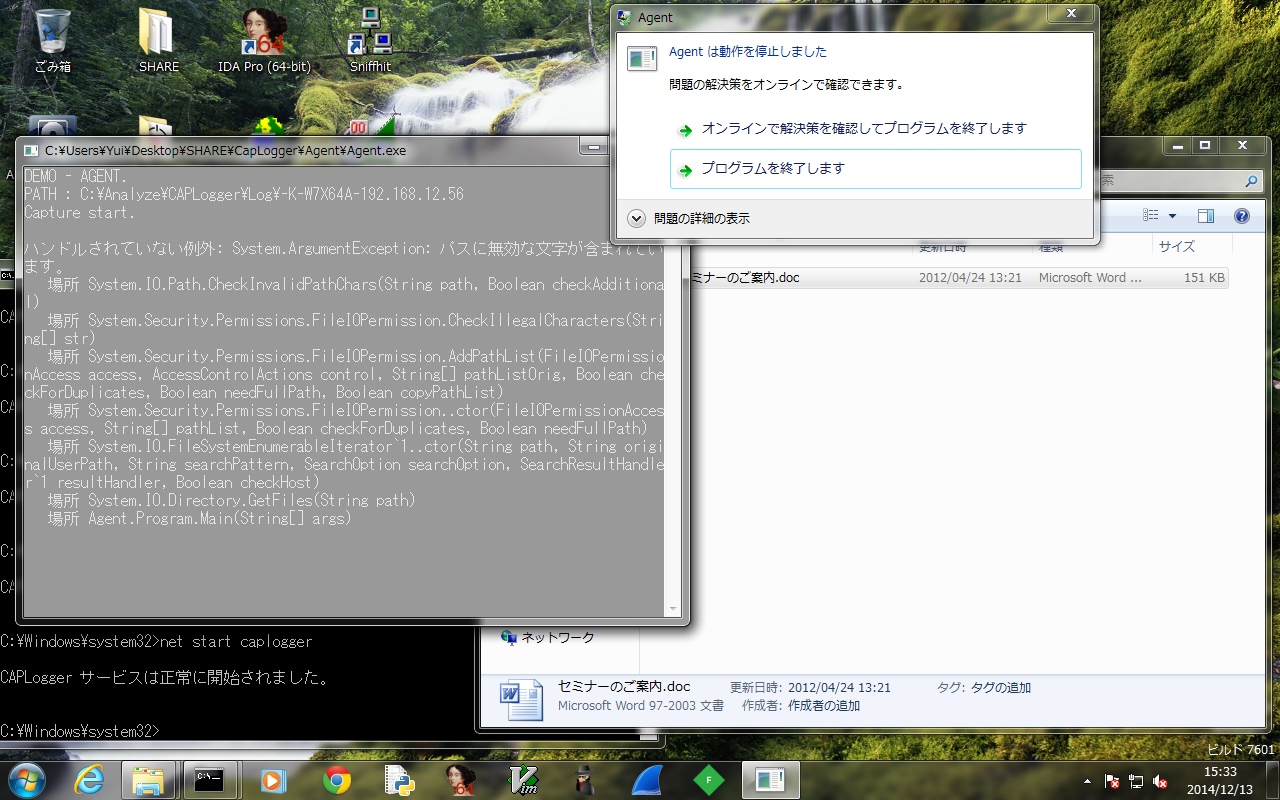 ごみ箱
SHARE
IDA Pro (64-bit)
Sniffhit
Agent
Agent は動作を停止しました
問題の解決策をオンラインで確認できます。
オンラインで解決策を確認してプログラムを終了します
プログラムを終了します
問題の詳細の表示
C:¥Users¥Yui¥Desktop¥SHARE¥CapLogger¥Agent¥Agent.exe
DEMO - AGENT.
PATH : C:¥Analyze¥CAPLogger¥Log¥-K-W7X64A-192.168.12.56
Capture start.
ハンドルされていない例外: System.ArgumentException: パスに無効な文字が含まれてい
ます。
場所 System.IO.Path.CheckInvalidPathChars(String path, Boolean checkAdditiona
l)
場所 System.Security.Permissions.FileIOPermission.CheckIllegalCharacters(Stri
ng[] str)
場所 System.Security.Permissions.FileIOPermission.AddPathList(FileIOPermissio
nAccess access, AccessControlActions control, String[] pathListOrig, Boolean che
ckForDuplicates, Boolean needFullPath, Boolean copyPathList)
場所 System.Security.Permissions.FileIOPermission..ctor(FileIOPermissionAcces
s access, String[] pathList, Boolean checkForDuplicates, Boolean needFullPath)
場所 System.IO.FileSystemEnumerableIterator`1..ctor(String path, String origi
nalUserPath, String searchPattern, SearchOption searchOption, SearchResultHandle
r`1 resultHandler, Boolean checkHost)
場所 System.IO.Directory.GetFiles(String path)
場所 Agent.Program.Main(String[] args)
索
更新日時 種類 サイズ
ミナーのご案内.doc 2012/04/24 13:21 Microsoft Word ... 151 KB
ネットワーク
セミナーのご案内.doc 更新日時: 2012/04/24 13:21 タグ: タグの追加
Microsoft Word 97-2003 文書 作成者: 作成者の追加
C:¥Windows¥system32>net start caplogger
CAPLogger サービスは正常に開始されました。
C:¥Windows¥system32>
ビルド 7601
15:33
2014/12/13